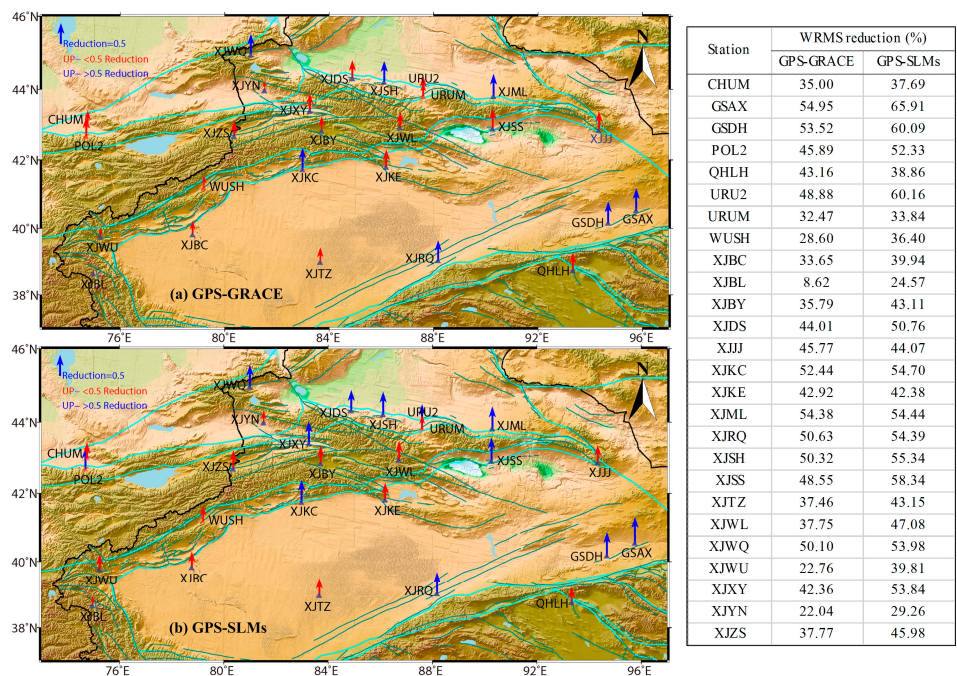 46°N
44°N
42°N
40°N
38°N
Reduction=0.5
UP- <0.5 Reduction
UP- >0.5 Reduction
N
XJWQ
XJYN
XJDS
XJSH
URU2
URUM
XJML
CHUM
POL2
XJZS
XJXY
XJBY
XJWL
XJSS
XJJJ
XJKC
XJKE
WUSH
GSDH
GSAX
XJWU
XJBC
XJTZ
XJRQ
QHLH
XJBL
(a) GPS-GRACE
76°E 80°E 84°E 88°E 92°E 96°E
46°N
44°N
42°N
40°N
38°N
Reduction=0.5
UP- <0.5 Reduction
UP- >0.5 Reduction
N
XJWQ
XJYN
XJDS
XJSH
URU2
URUM
XJML
CHUM
POL2
XJZS
XJXY
XJBY
XJWL
XJSS
XJJJ
XJKC
XJKE
WUSH
GSDH
GSAX
XJWU
XJBC
XJTZ
XJRQ
QHLH
XJBL
(b) GPS-SLMs
76°E 80°E 84°E 88°E 92°E 96°E
Station WRMS reduction (%)
GPS-GRACE GPS-SLMs
CHUM 35.00 37.69
GSAX 54.95 65.91
GSDH 53.52 60.09
POL2 45.89 52.33
QHLH 43.16 38.86
URU2 48.88 60.16
URUM 32.47 33.84
WUSH 28.60 36.40
XJBC 33.65 39.94
XJBL 8.62 24.57
XJBY 35.79 43.11
XJDS 44.01 50.76
XJJJ 45.77 44.07
XJKC 52.44 54.70
XJKE 42.92 42.38
XJML 54.38 54.44
XJRQ 50.63 54.39
XJSH 50.32 55.34
XJSS 48.55 58.34
XJTZ 37.46 43.15
XJWL 37.75 47.08
XJWQ 50.10 53.98
XJWU 22.76 39.81
XJXY 42.36 53.84
XJYN 22.04 29.26
XJZS 37.77 45.98